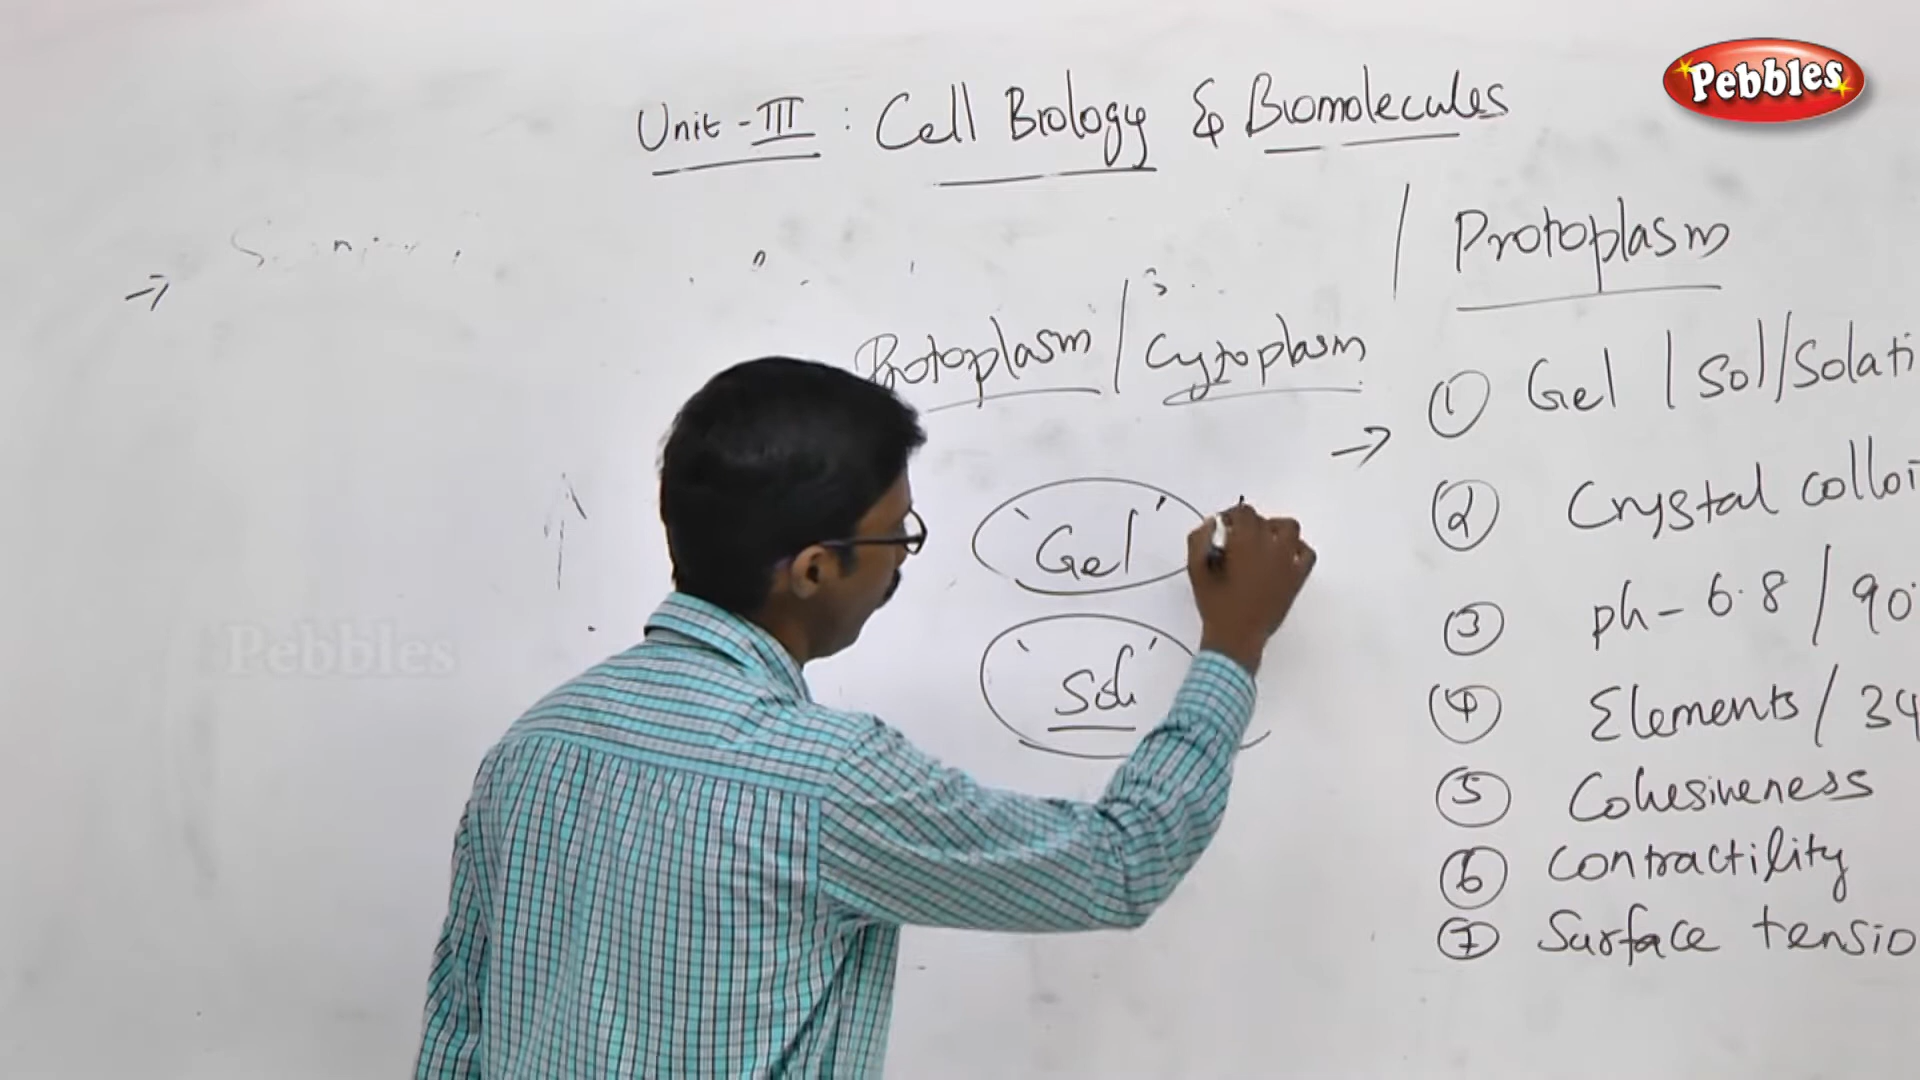 Pebbles
Unit-III : Cell Biology & Biomolecules
Protoplasm / Cytoplasm
'Gel'
'Sol'
Pebbles
/ Protoplasm
→ ① Gel / Sol/Solati
② Crystal colloi
③ ph - 6.8 / 90
④ Elements / 34
⑤ Cohesiveness
⑥ Contractility
⑦ Surface tensio